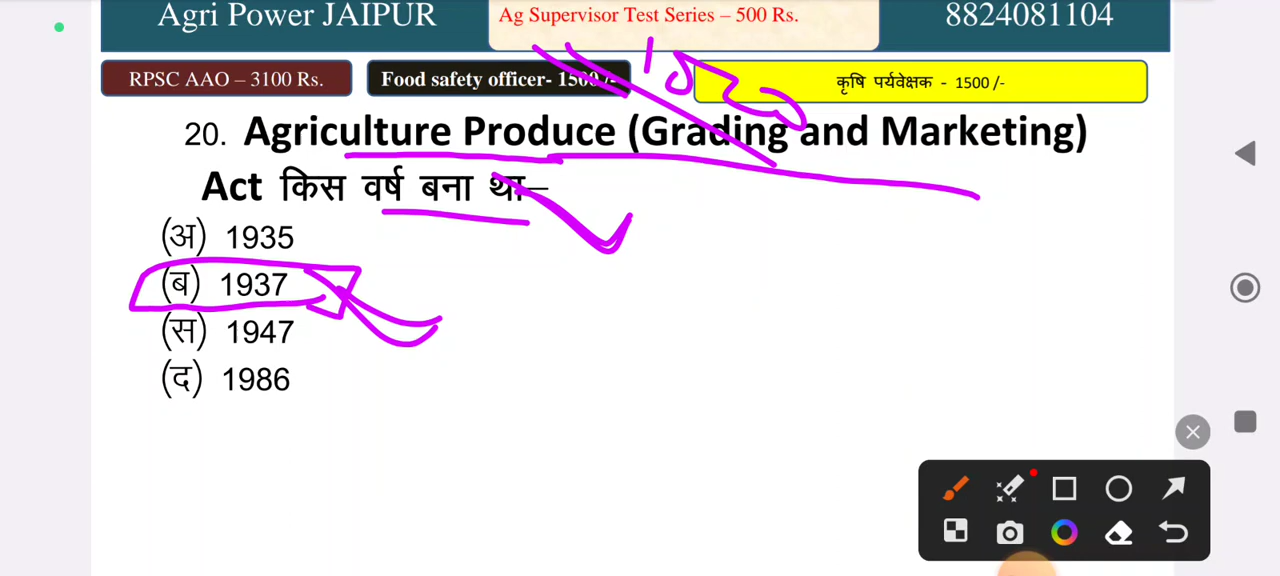 Agri Power JAIPUR
Ag Supervisor Test Series – 500 Rs.
8824081104
RPSC AAO – 3100 Rs.
Food safety officer- 1500 /-
कृषि पर्यवेक्षक - 1500 /-
20. Agriculture Produce (Grading and Marketing)
Act किस वर्ष बना था–
(अ) 1935
(ब) 1937
(स) 1947
(द) 1986